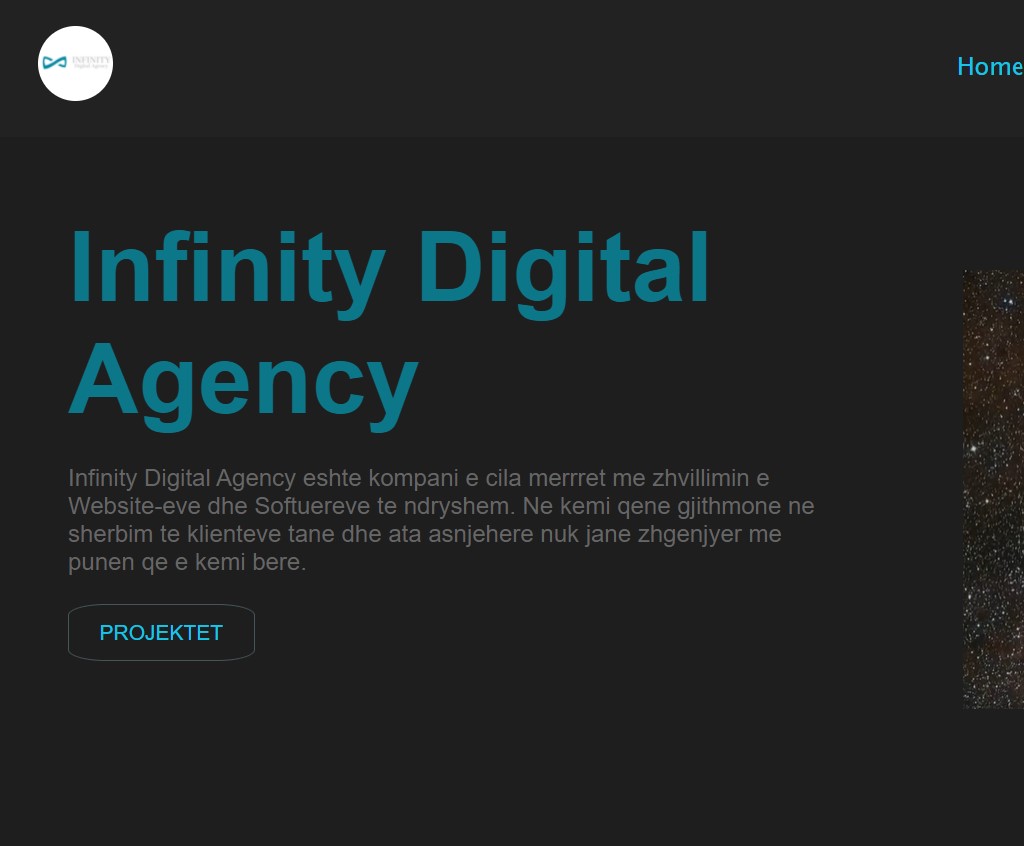 INFINITY
Digital Agency
Home
Infinity Digital
Agency
Infinity Digital Agency eshte kompani e cila merrret me zhvillimin e
Website-eve dhe Softuereve te ndryshem. Ne kemi qene gjithmone ne
sherbim te klienteve tane dhe ata asnjehere nuk jane zhgenjyer me
punen qe e kemi bere.
PROJEKTET